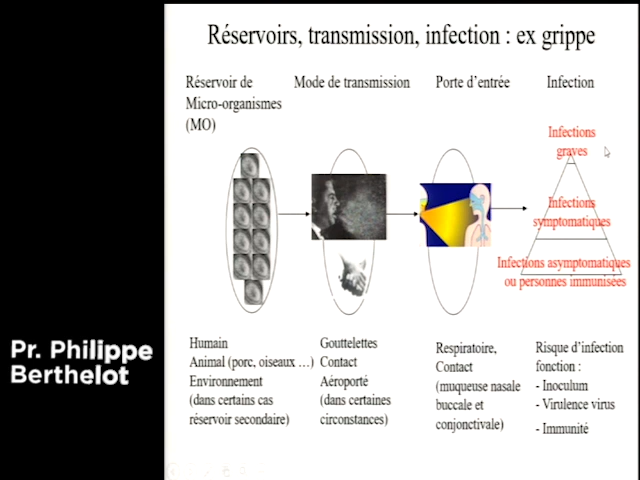 Réservoirs, transmission, infection : ex grippe
Réservoir de
Micro-organismes
(MO)
Mode de transmission
Porte d’entrée
Infection
Infections
graves
Infections
symptomatiques
Infections asymptomatiques
ou personnes immunisées
Humain
Animal (porc, oiseaux …)
Environnement
(dans certains cas
réservoir secondaire)
Gouttelettes
Contact
Aéroporté
(dans certaines
circonstances)
Respiratoire,
Contact
(muqueuse nasale
buccale et
conjonctivale)
Risque d’infection
fonction :
- Inoculum
- Virulence virus
- Immunité
Pr. Philippe
Berthelot